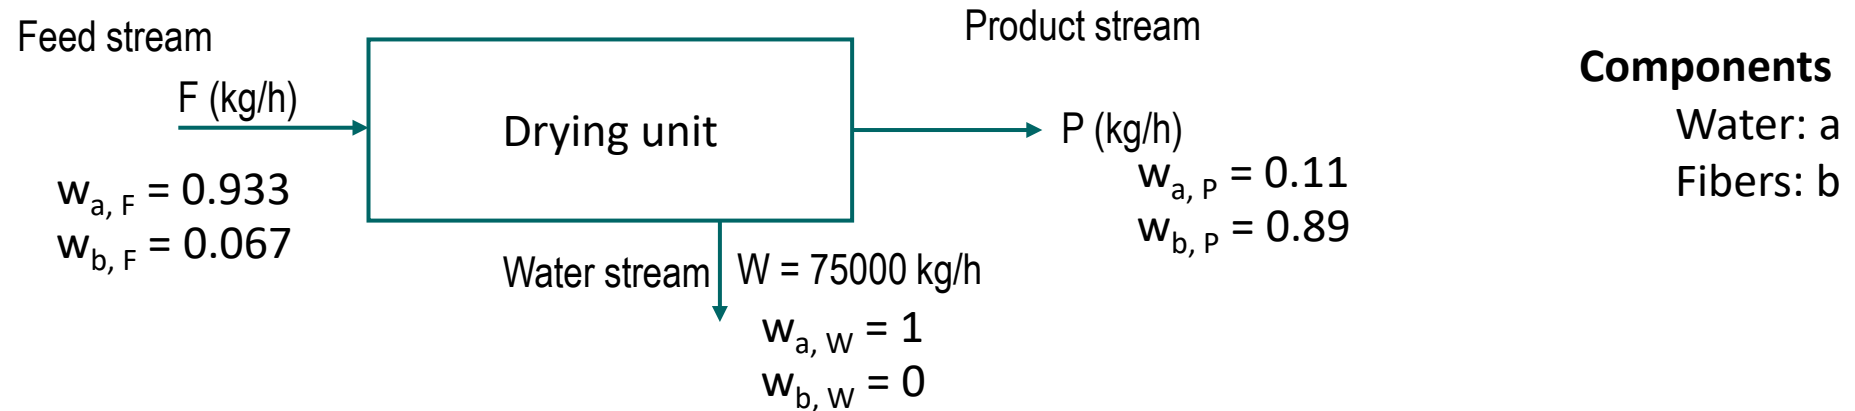 Feed stream
F (kg/h)
w_a, F = 0.933
w_b, F = 0.067
Drying unit
Product stream
P (kg/h)
w_a, P = 0.11
w_b, P = 0.89
Water stream
W = 75000 kg/h
w_a, W = 1
w_b, W = 0
Components
Water: a
Fibers: b